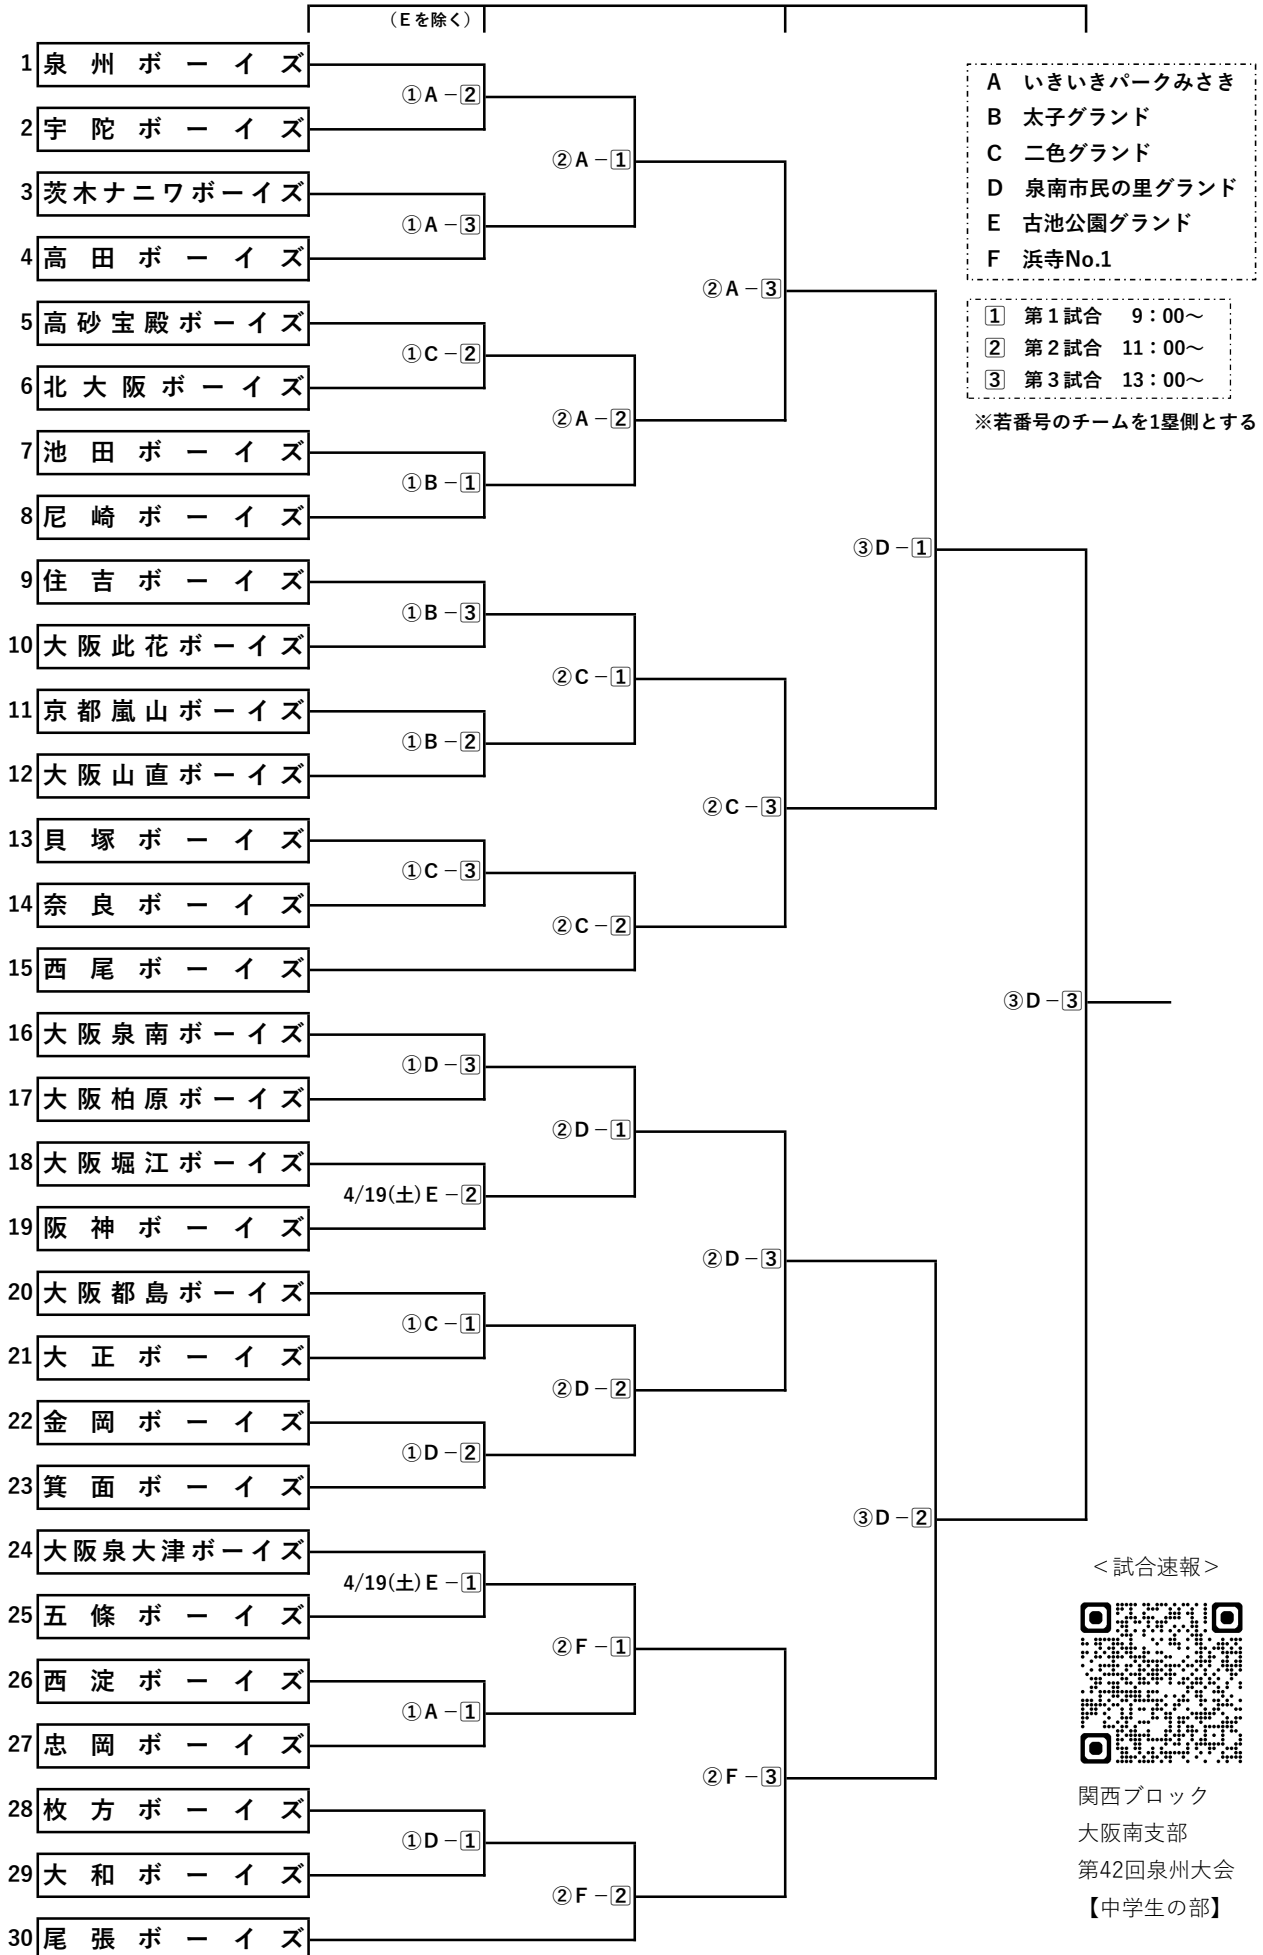 （Eを除く）
1 泉州ボーイズ
①A－2
2 宇陀ボーイズ
②A－1
3 茨木ナニワボーイズ
①A－3
4 高田ボーイズ
②A－3
5 高砂宝殿ボーイズ
①C－2
6 北大阪ボーイズ
②A－2
7 池田ボーイズ
①B－1
8 尼崎ボーイズ
③D－1
9 住吉ボーイズ
①B－3
10 大阪此花ボーイズ
②C－1
11 京都嵐山ボーイズ
①B－2
12 大阪山直ボーイズ
②C－3
13 貝塚ボーイズ
①C－3
14 奈良ボーイズ
②C－2
15 西尾ボーイズ
③D－3
16 大阪泉南ボーイズ
①D－3
17 大阪柏原ボーイズ
②D－1
18 大阪堀江ボーイズ
4/19(土)E－2
19 阪神ボーイズ
②D－3
20 大阪都島ボーイズ
①C－1
21 大正ボーイズ
②D－2
22 金岡ボーイズ
①D－2
23 箕面ボーイズ
③D－2
24 大阪泉大津ボーイズ
4/19(土)E－1
25 五條ボーイズ
②F－1
26 西淀ボーイズ
①A－1
27 忠岡ボーイズ
②F－3
28 枚方ボーイズ
①D－1
29 大和ボーイズ
②F－2
30 尾張ボーイズ
A いきいきパークみさき
B 太子グランド
C 二色グランド
D 泉南市民の里グランド
E 古池公園グランド
F 浜寺No.1
1 第1試合 9：00～
2 第2試合 11：00～
3 第3試合 13：00～
※若番号のチームを1塁側とする
＜試合速報＞
関西ブロック
大阪南支部
第42回泉州大会
【中学生の部】